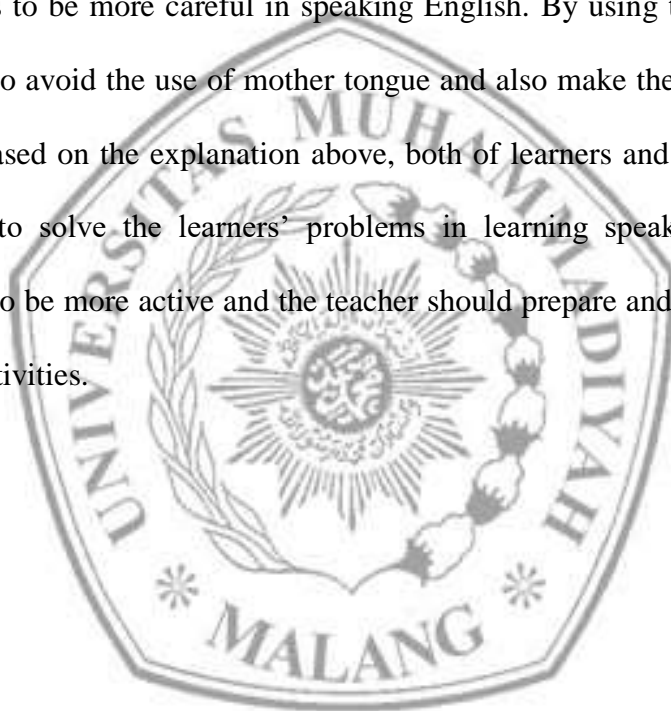 s to be more careful in speaking English. By using t
o avoid the use of mother tongue and also make the
ased on the explanation above, both of learners and
to solve the learners’ problems in learning speak
o be more active and the teacher should prepare and
tivities.
UNIVERSITAS MUHAMMADIYAH
MALANG